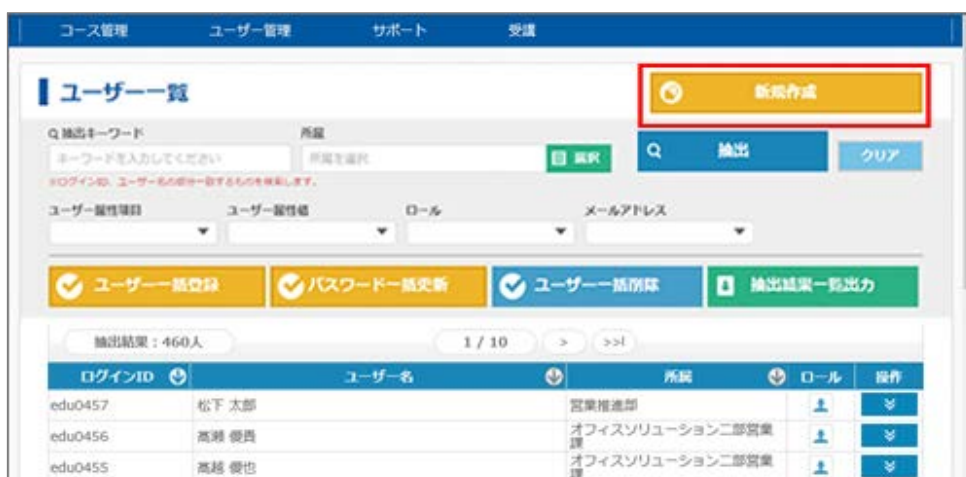 コース管理 ユーザー管理 サポート 受講
ユーザー一覧
新規作成
抽出キーワード 所属
キーワードを入力してください 所属を選択 選択 抽出 クリア
※ログインID、ユーザー名の部分一致するものを検索します。
ユーザー属性項目 ユーザー属性値 ロール メールアドレス
ユーザー一括登録 パスワード一括更新 ユーザー一括削除 抽出結果一覧出力
抽出結果:460人 1 / 10 > >>|
ログインID ユーザー名 所属 ロール 操作
edu0457 松下 太郎 営業推進部
edu0456 高瀬 優貴 オフィスソリューション二部営業課
edu0455 高越 優也 オフィスソリューション二部営業課